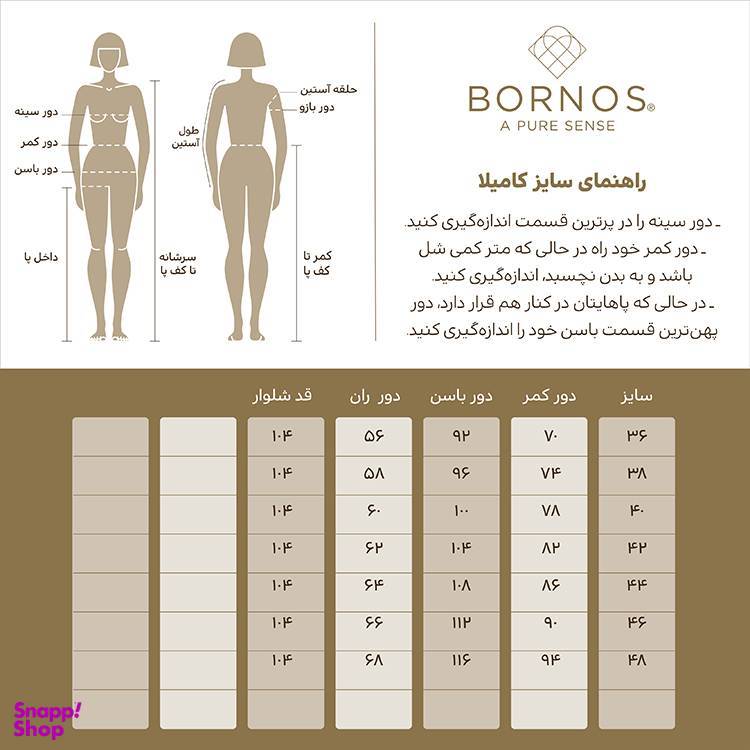 BORNOS®
A PURE SENSE
راهنمای سایز کامیلا
ـ دور سینه را در پرترین قسمت اندازه‌گیری کنید.
ـ دور کمر خود راه در حالی که متر کمی شل
باشد و به بدن نچسبد، اندازه‌گیری کنید.
ـ در حالی که پاهایتان در کنار هم قرار دارد، دور
پهن‌ترین قسمت باسن خود را اندازه‌گیری کنید.
حلقه آستین
دور بازو
طول
آستین
کمر تا
کف پا
دور سینه
دور کمر
دور باسن
داخل پا
سرشانه
تا کف پا
سایز دور کمر دور باسن دور ران قد شلوار
۳۶ ۷۰ ۹۲ ۵۶ ۱۰۴
۳۸ ۷۴ ۹۶ ۵۸ ۱۰۴
۴۰ ۷۸ ۱۰۰ ۶۰ ۱۰۴
۴۲ ۸۲ ۱۰۴ ۶۲ ۱۰۴
۴۴ ۸۶ ۱۰۸ ۶۴ ۱۰۴
۴۶ ۹۰ ۱۱۲ ۶۶ ۱۰۴
۴۸ ۹۴ ۱۱۶ ۶۸ ۱۰۴
Snapp!
Shop